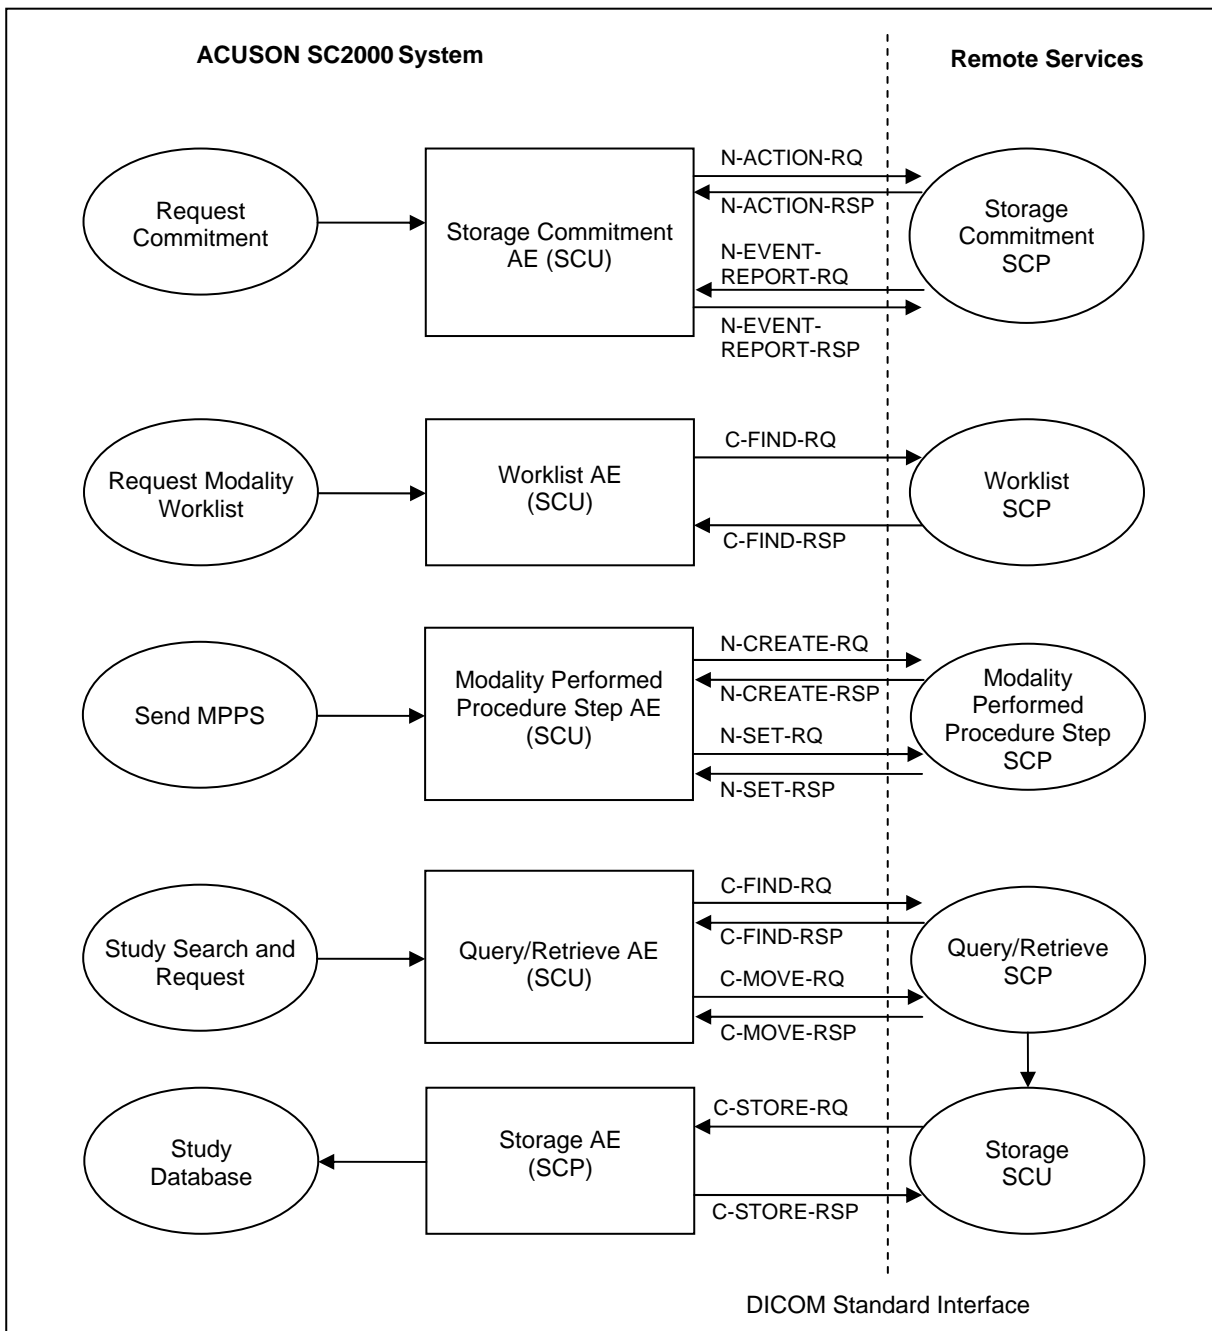 ACUSON SC2000 System
Remote Services
Request
Commitment
Storage Commitment
AE (SCU)
N-ACTION-RQ
N-ACTION-RSP
N-EVENT-
REPORT-RQ
N-EVENT-
REPORT-RSP
Storage
Commitment
SCP
Request Modality
Worklist
Worklist AE
(SCU)
C-FIND-RQ
C-FIND-RSP
Worklist
SCP
Send MPPS
Modality Performed
Procedure Step AE
(SCU)
N-CREATE-RQ
N-CREATE-RSP
N-SET-RQ
N-SET-RSP
Modality
Performed
Procedure Step
SCP
Study Search and
Request
Query/Retrieve AE
(SCU)
C-FIND-RQ
C-FIND-RSP
C-MOVE-RQ
C-MOVE-RSP
Query/Retrieve
SCP
Study
Database
Storage AE
(SCP)
C-STORE-RQ
C-STORE-RSP
Storage
SCU
DICOM Standard Interface